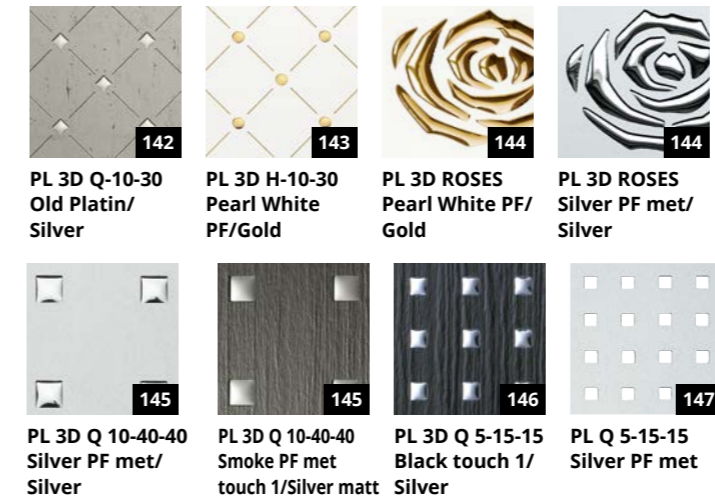 142
143
144
144
PL 3D Q-10-30
Old Platin/
Silver
PL 3D H-10-30
Pearl White
PF/Gold
PL 3D ROSES
Pearl White PF/
Gold
PL 3D ROSES
Silver PF met/
Silver
145
145
146
147
PL 3D Q 10-40-40
Silver PF met/
Silver
PL 3D Q 10-40-40
Smoke PF met
touch 1/Silver matt
PL 3D Q 5-15-15
Black touch 1/
Silver
PL Q 5-15-15
Silver PF met